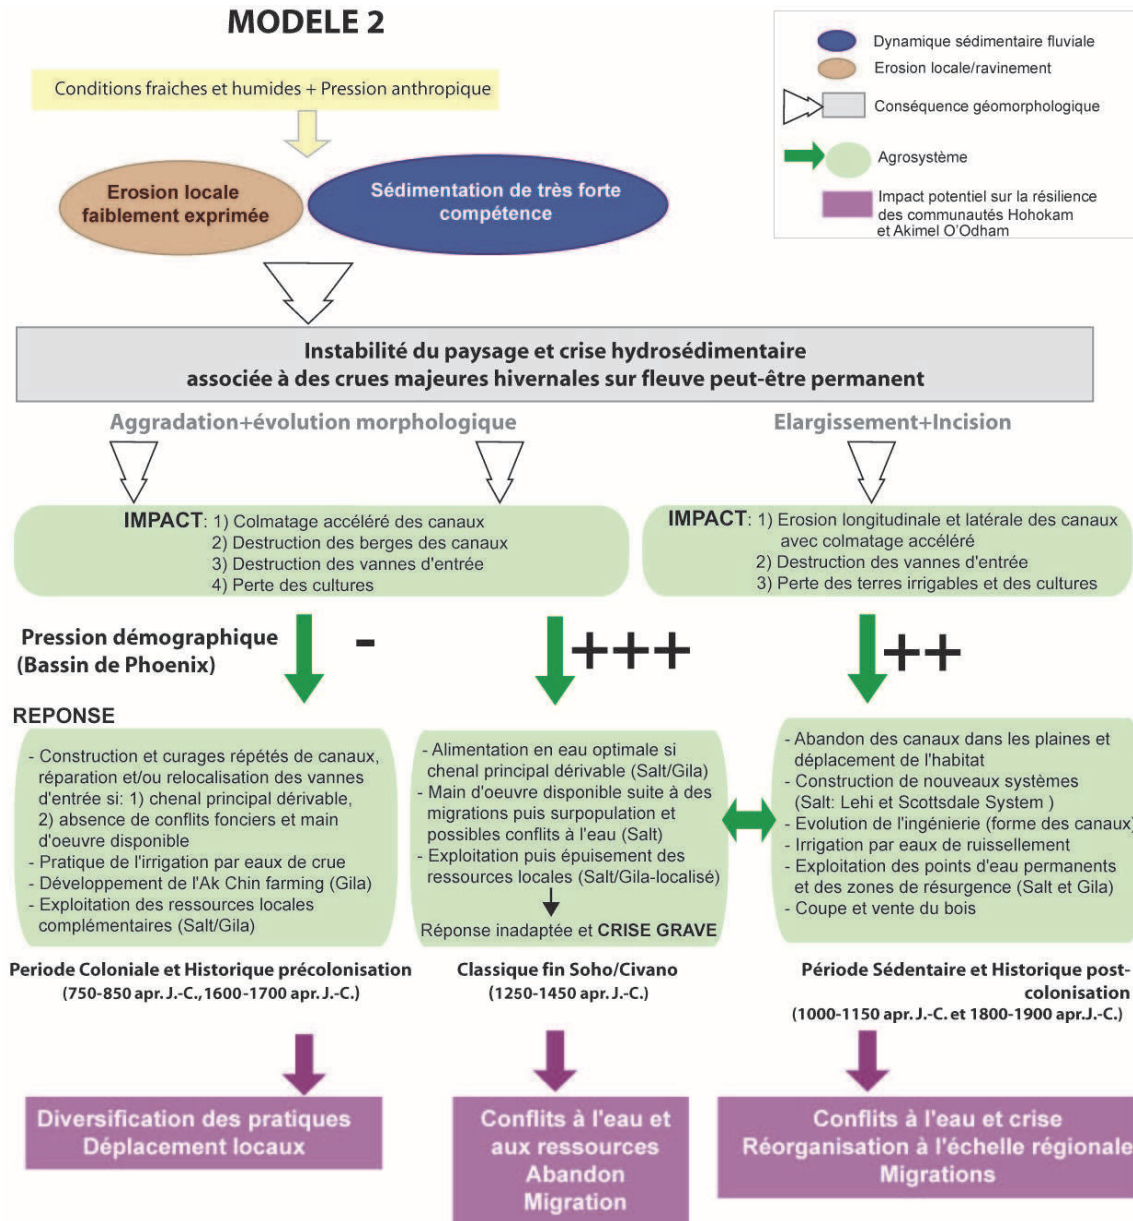 MODELE 2
Conditions fraiches et humides + Pression anthropique
Erosion locale
faiblement exprimée
Sédimentation de très forte
compétence
Dynamique sédimentaire fluviale
Erosion locale/ravinement
Conséquence géomorphologique
Agrosystème
Impact potentiel sur la résilience
des communautés Hohokam
et Akimel O'Odham
Instabilité du paysage et crise hydrosédimentaire
associée à des crues majeures hivernales sur fleuve peut-être permanent
Aggradation+évolution morphologique
Elargissement+Incision
IMPACT: 1) Colmatage accéléré des canaux
2) Destruction des berges des canaux
3) Destruction des vannes d'entrée
4) Perte des cultures
IMPACT: 1) Erosion longitudinale et latérale des canaux
avec colmatage accéléré
2) Destruction des vannes d'entrée
3) Perte des terres irrigables et des cultures
Pression démographique
(Bassin de Phoenix)
-
+++
++
REPONSE
- Construction et curages répétés de canaux,
réparation et/ou relocalisation des vannes
d'entrée si: 1) chenal principal dérivable,
2) absence de conflits fonciers et main
d'oeuvre disponible
- Pratique de l'irrigation par eaux de crue
- Développement de l'Ak Chin farming (Gila)
- Exploitation des ressources locales
complémentaires (Salt/Gila)
- Alimentation en eau optimale si
chenal principal dérivable (Salt/Gila)
- Main d'oeuvre disponible suite à des
migrations puis surpopulation et
possibles conflits à l'eau (Salt)
- Exploitation puis épuisement des
ressources locales (Salt/Gila-localisé)
Réponse inadaptée et CRISE GRAVE
- Abandon des canaux dans les plaines et
déplacement de l'habitat
- Construction de nouveaux systèmes
(Salt: Lehi et Scottsdale System )
- Evolution de l'ingénierie (forme des canaux)
- Irrigation par eaux de ruissellement
- Exploitation des points d'eau permanents
et des zones de résurgence (Salt et Gila)
- Coupe et vente du bois
Periode Coloniale et Historique précolonisation
(750-850 apr. J.-C., 1600-1700 apr. J.-C.)
Classique fin Soho/Civano
(1250-1450 apr. J.-C.)
Période Sédentaire et Historique post-
colonisation
(1000-1150 apr. J.-C. et 1800-1900 apr.J.-C.)
Diversification des pratiques
Déplacement locaux
Conflits à l'eau et
aux ressources
Abandon
Migration
Conflits à l'eau et crise
Réorganisation à l'échelle régionale
Migrations